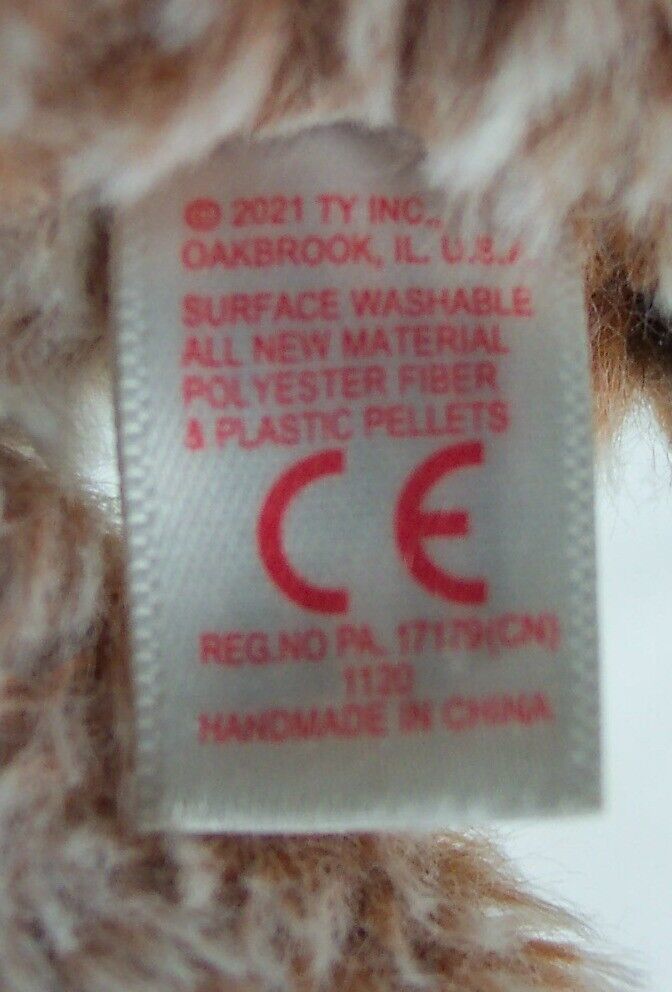 © 2021 TY INC.,
OAKBROOK, IL. U.S.A.
SURFACE WASHABLE
ALL NEW MATERIAL
POLYESTER FIBER
& PLASTIC PELLETS
CE
REG.NO PA. 17179(CN)
1120
HANDMADE IN CHINA